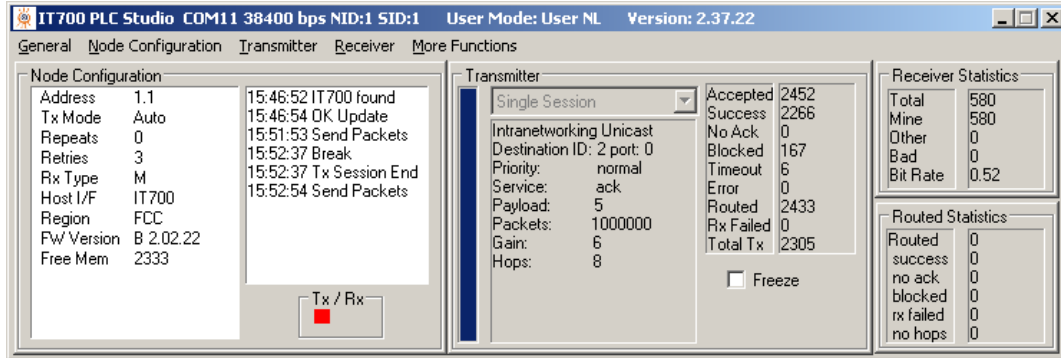 IT700 PLC Studio COM11 38400 bps NID:1 SID:1 User Mode: User NL Version: 2.37.22
General Node Configuration Transmitter Receiver More Functions
Node Configuration
Address 1.1
Tx Mode Auto
Repeats 0
Retries 3
Rx Type M
Host I/F IT700
Region FCC
FW Version B 2.02.22
Free Mem 2333
15:46:52 IT700 found
15:46:54 OK Update
15:51:53 Send Packets
15:52:37 Break
15:52:37 Tx Session End
15:52:54 Send Packets
Tx / Rx
Transmitter
Single Session
Intranetworking Unicast
Destination ID: 2 port: 0
Priority: normal
Service: ack
Payload: 5
Packets: 1000000
Gain: 6
Hops: 8
Accepted 2452
Success 2266
No Ack 0
Blocked 167
Timeout 6
Error 0
Routed 2433
Rx Failed 0
Total Tx 2305
Freeze
Receiver Statistics
Total 580
Mine 580
Other 0
Bad 0
Bit Rate 0.52
Routed Statistics
Routed 0
success 0
no ack 0
blocked 0
rx failed 0
no hops 0